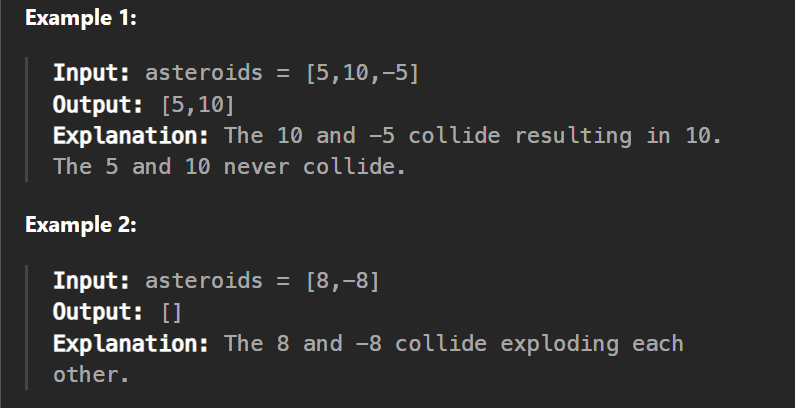 Example 1:
Input: asteroids = [5,10,-5]
Output: [5,10]
Explanation: The 10 and -5 collide resulting in 10.
The 5 and 10 never collide.
Example 2:
Input: asteroids = [8,-8]
Output: []
Explanation: The 8 and -8 collide exploding each
other.